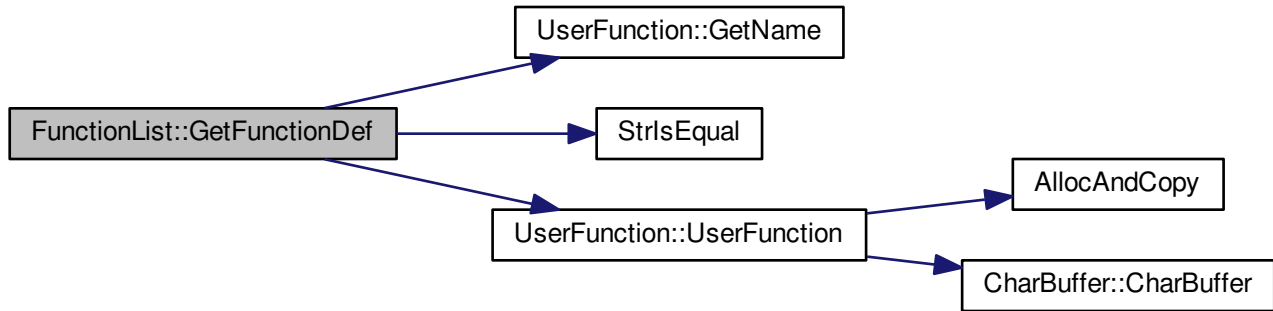 UserFunction::GetName
FunctionList::GetFunctionDef
StrIsEqual
AllocAndCopy
UserFunction::UserFunction
CharBuffer::CharBuffer